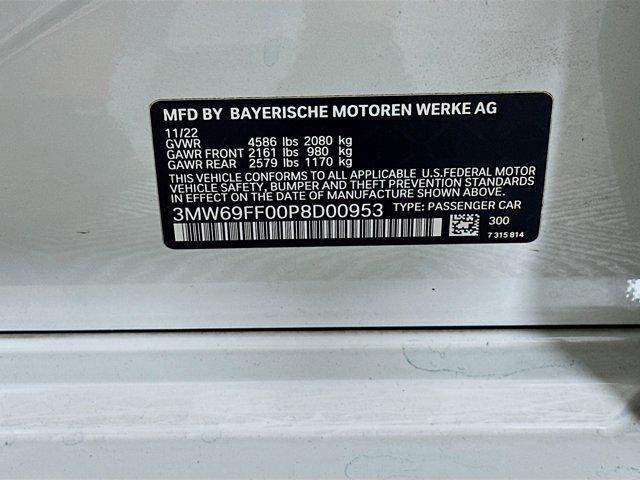 MFD BY BAYERISCHE MOTOREN WERKE AG
11/22
GVWR 4586 lbs 2080 kg
GAWR FRONT 2161 lbs 980 kg
GAWR REAR 2579 lbs 1170 kg
THIS VEHICLE CONFORMS TO ALL APPLICABLE U.S.FEDERAL MOTOR
VEHICLE SAFETY, BUMPER AND THEFT PREVENTION STANDARDS
IN EFFECT ON THE DATE OF MANUFACTURE SHOWN ABOVE.
3MW69FF00P8D00953 TYPE: PASSENGER CAR
300
7 315 814